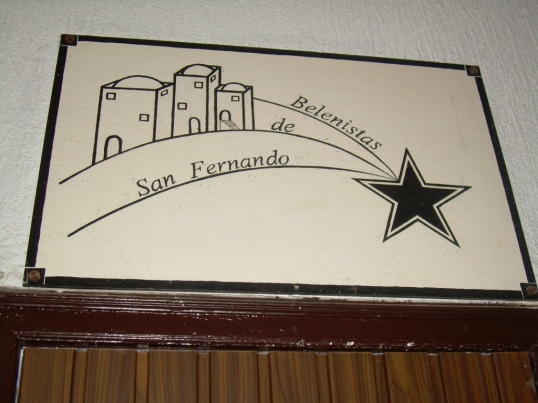 Belenistas
de
San Fernando